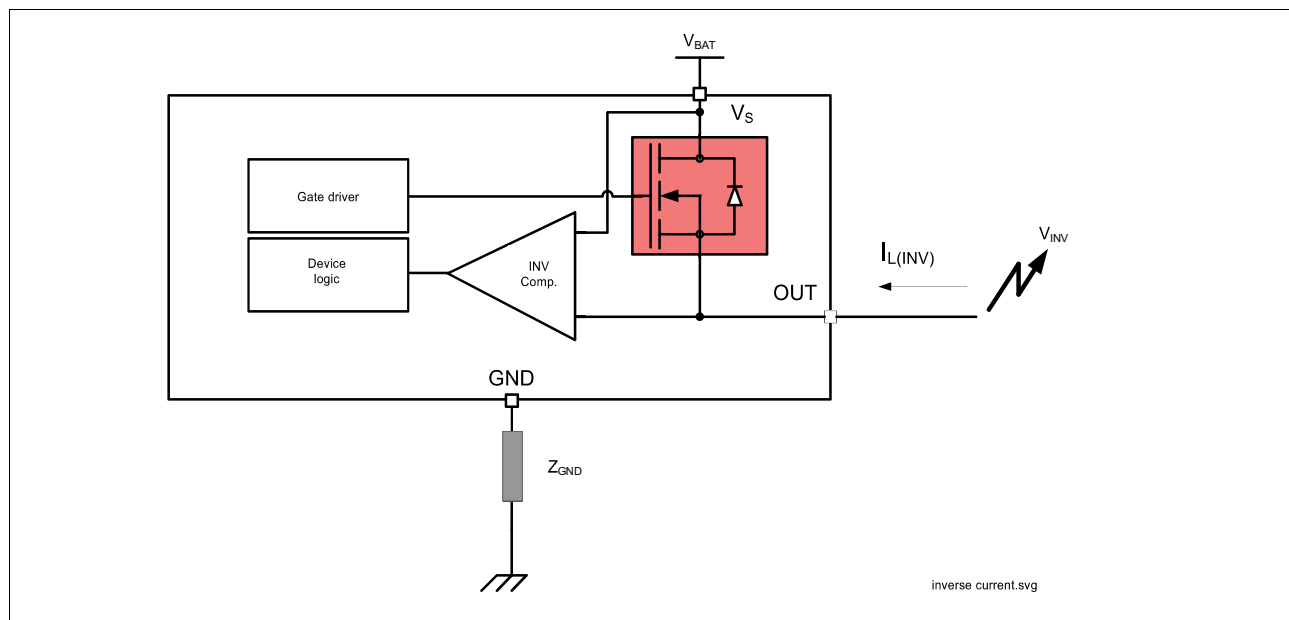 VBAT
VS
Gate driver
Device
logic
INV
Comp.
OUT
IL(INV)
VINV
GND
ZGND
inverse current.svg